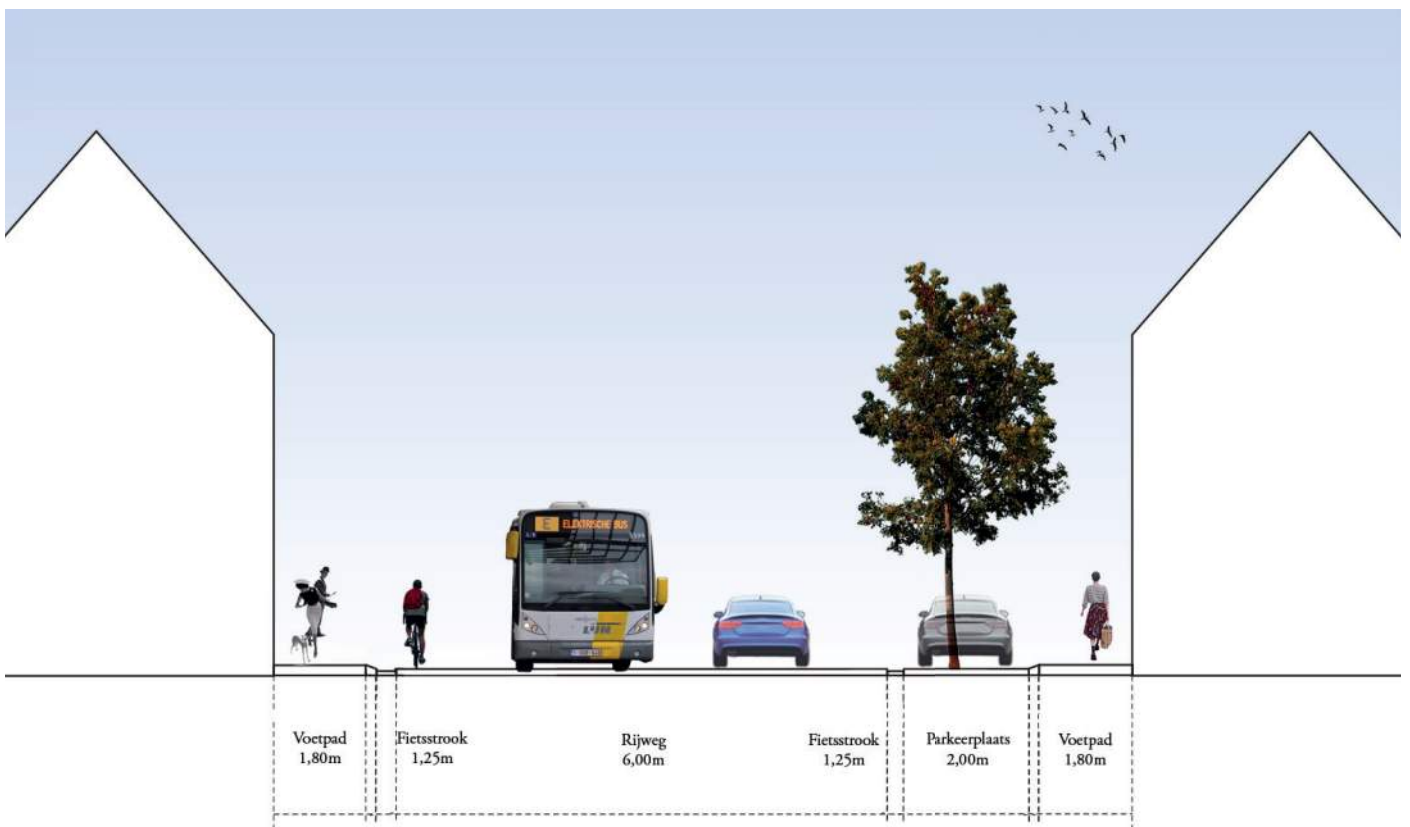 E ELEKTRISCHE BUS
Voetpad
1,80m
Fietsstrook
1,25m
Rijweg
6,00m
Fietsstrook
1,25m
Parkeerplaats
2,00m
Voetpad
1,80m